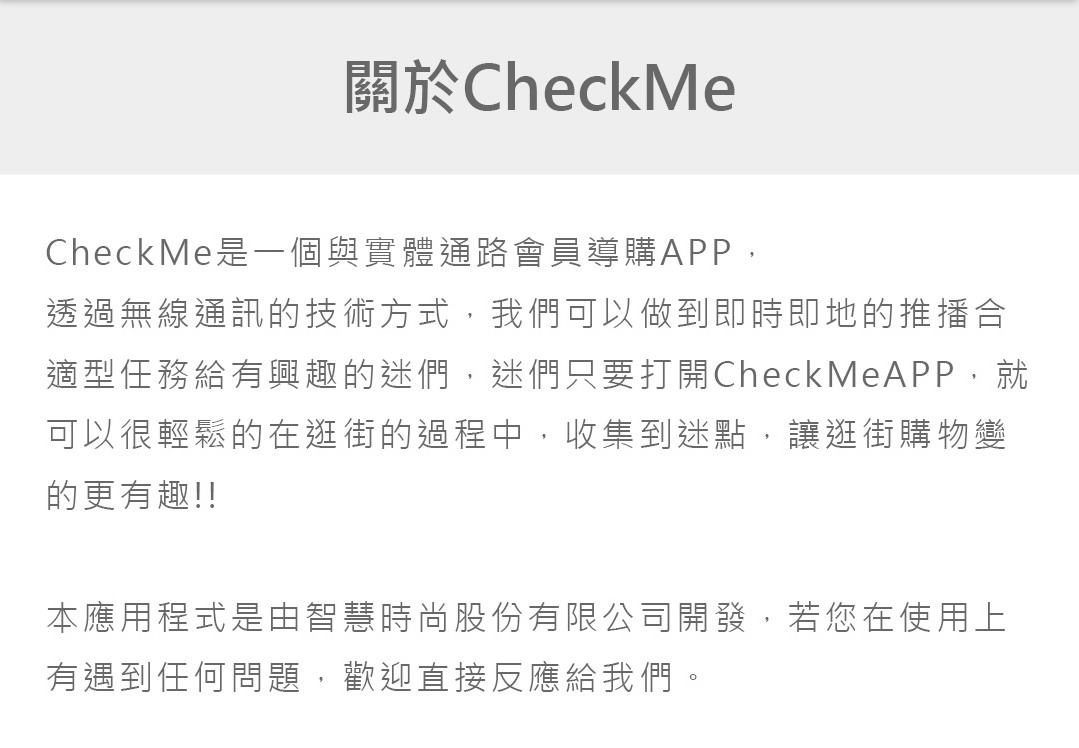 關於CheckMe
CheckMe是一個與實體通路會員導購APP，
透過無線通訊的技術方式，我們可以做到即時即地的推播合
適型任務給有興趣的迷們，迷們只要打開CheckMeAPP，就
可以很輕鬆的在逛街的過程中，收集到迷點，讓逛街購物變
的更有趣!!
本應用程式是由智慧時尚股份有限公司開發，若您在使用上
有遇到任何問題，歡迎直接反應給我們。